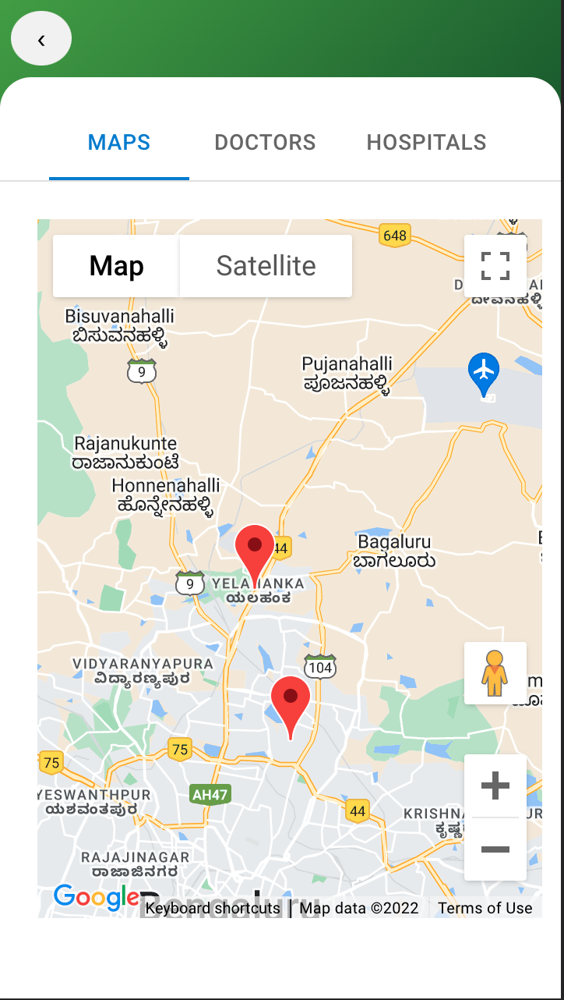 ‹
MAPS DOCTORS HOSPITALS
Map Satellite
648
Bisuvanahalli
ಬಿಸುವನಹಳ್ಳಿ
9
Pujanahalli
ಪೂಜನಹಳ್ಳಿ
Rajanukunte
ರಾಜಾನುಕುಂಟೆ
Honnenahalli
ಹೊನ್ನೇನಹಳ್ಳಿ
44
Bagaluru
ಬಾಗಲೂರು
9
YELAHANKA
ಯಲಹಂಕ
104
VIDYARANYAPURA
ವಿದ್ಯಾರಣ್ಯಪುರ
75
75
YESWANTHPUR
ಯಶವಂತಪುರ
AH47
44
KRISHNA
ಕೃಷ್ಣ
RAJAJINAGAR
ರಾಜಾಜಿನಗರ
Bengaluru
Google
Keyboard shortcuts Map data ©2022 Terms of Use